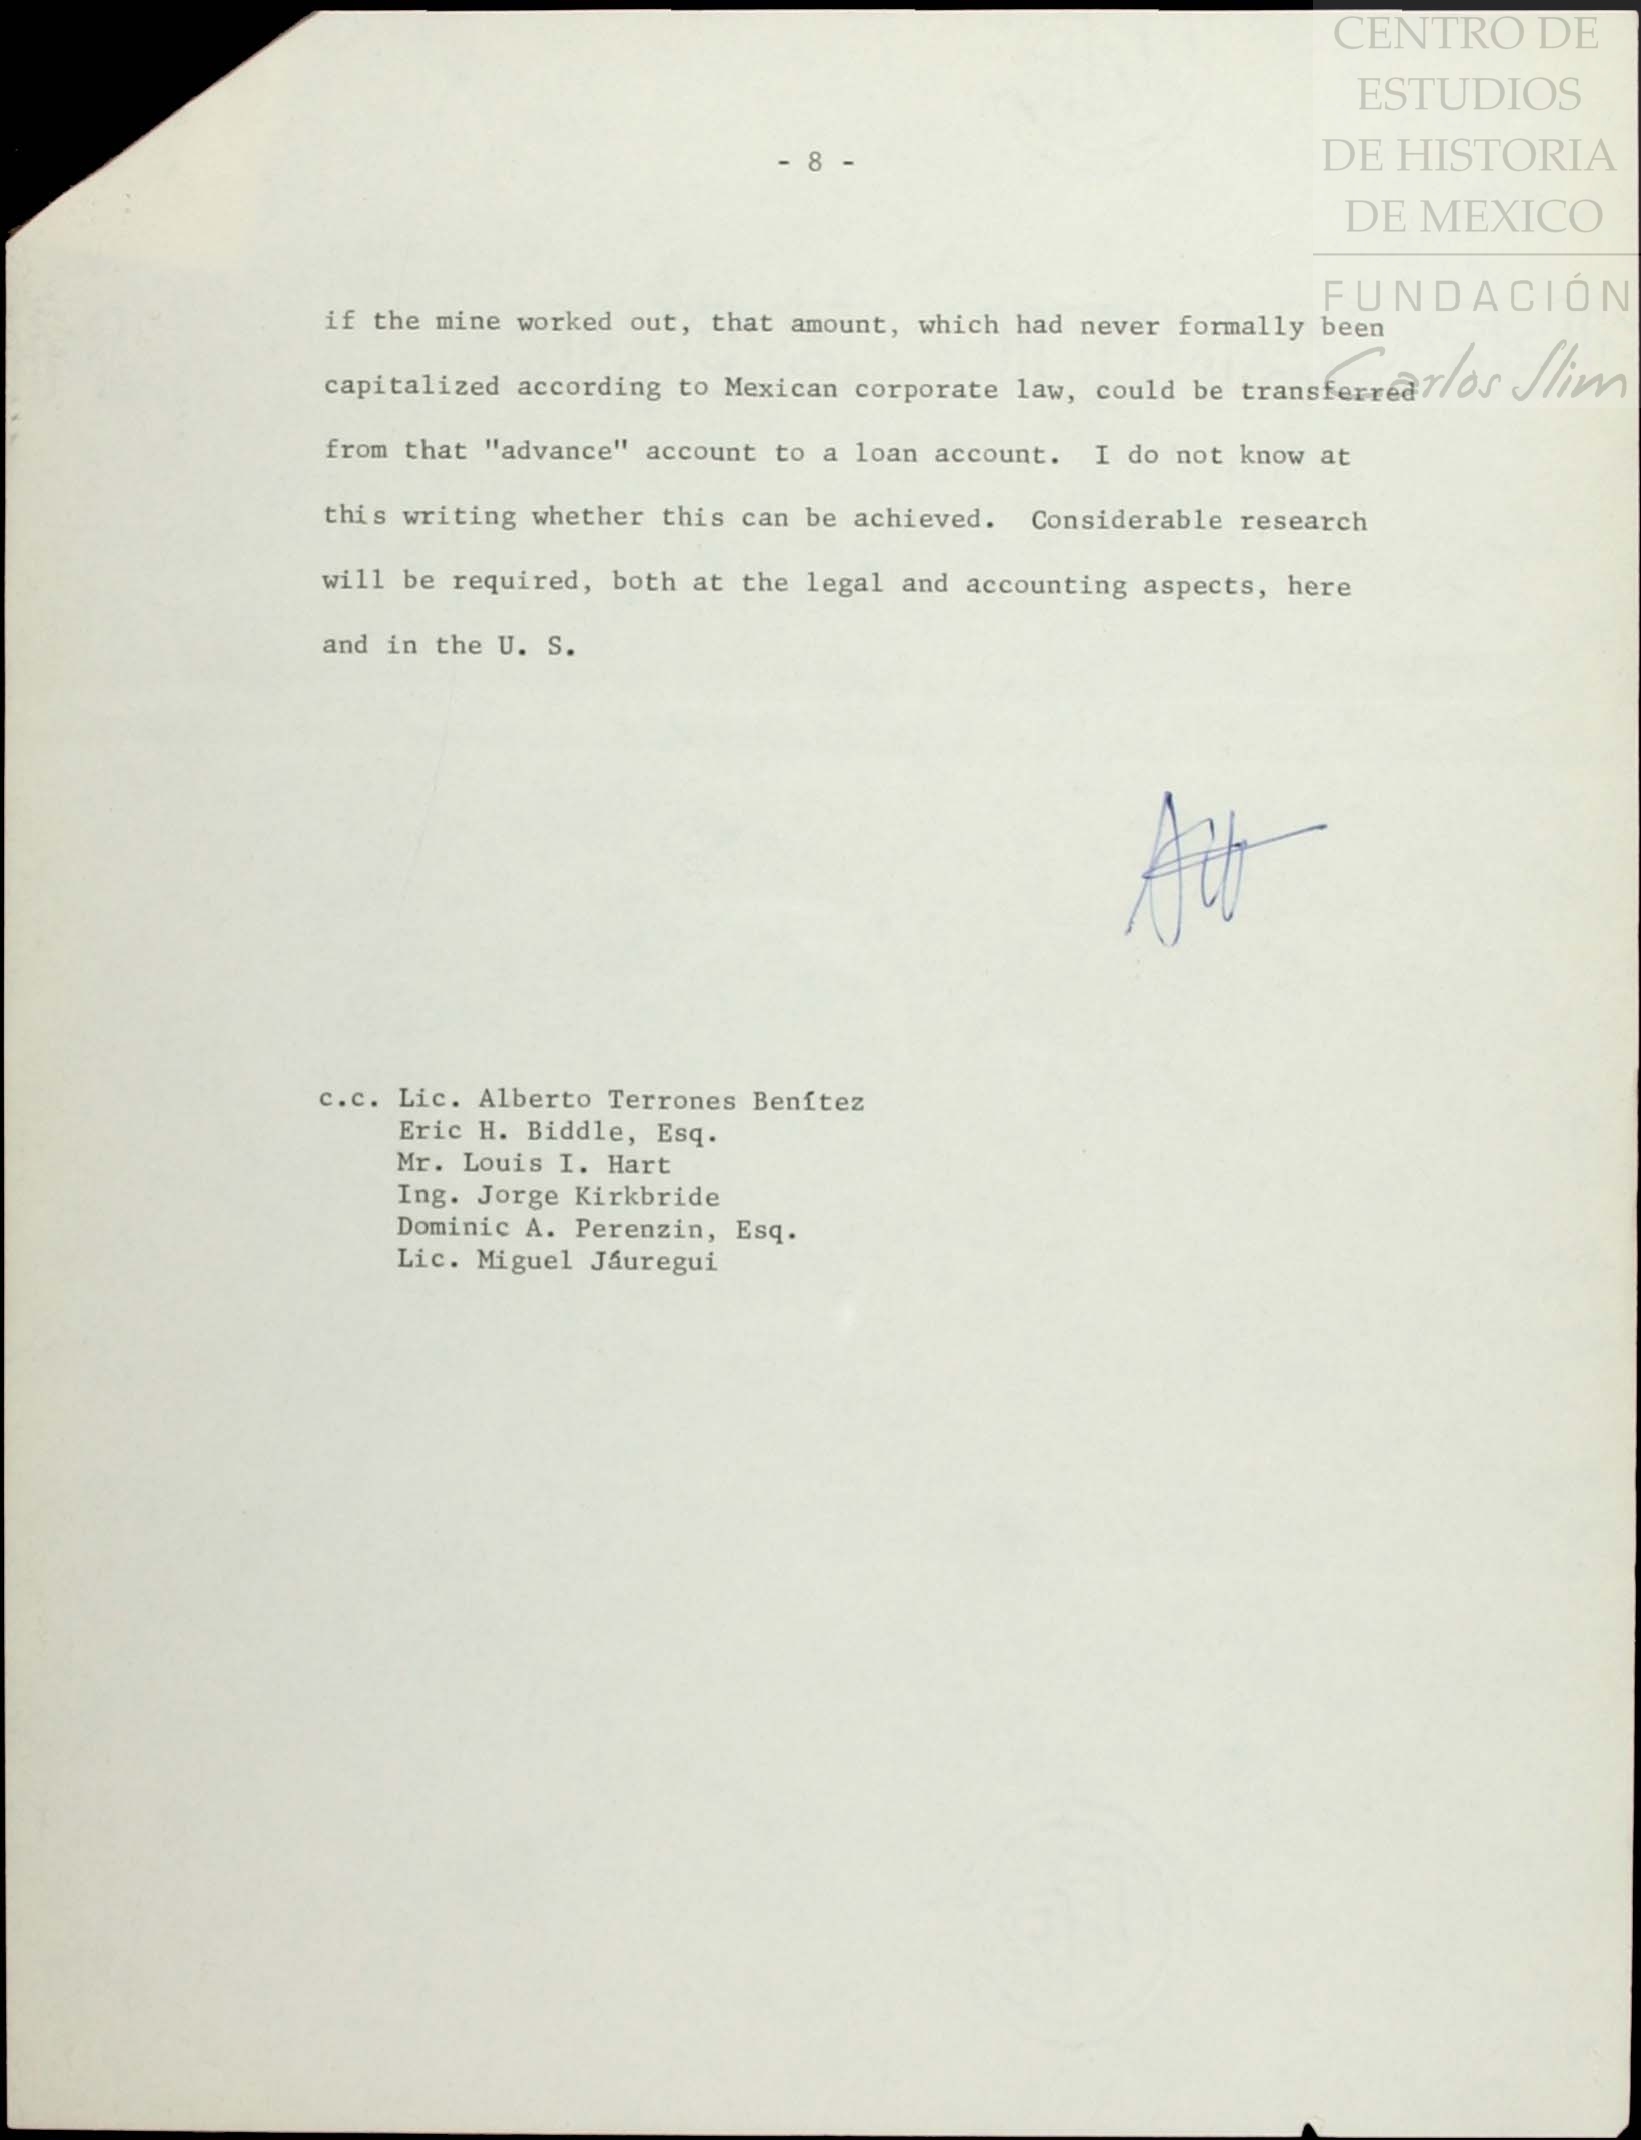 CENTRO DE
ESTUDIOS
DE HISTORIA
DE MEXICO
FUNDACIÓN
Carlos Slim
- 8 -
if the mine worked out, that amount, which had never formally been
capitalized according to Mexican corporate law, could be transferred
from that "advance" account to a loan account. I do not know at
this writing whether this can be achieved. Considerable research
will be required, both at the legal and accounting aspects, here
and in the U. S.
c.c. Lic. Alberto Terrones Benítez
Eric H. Biddle, Esq.
Mr. Louis I. Hart
Ing. Jorge Kirkbride
Dominic A. Perenzin, Esq.
Lic. Miguel Jáuregui